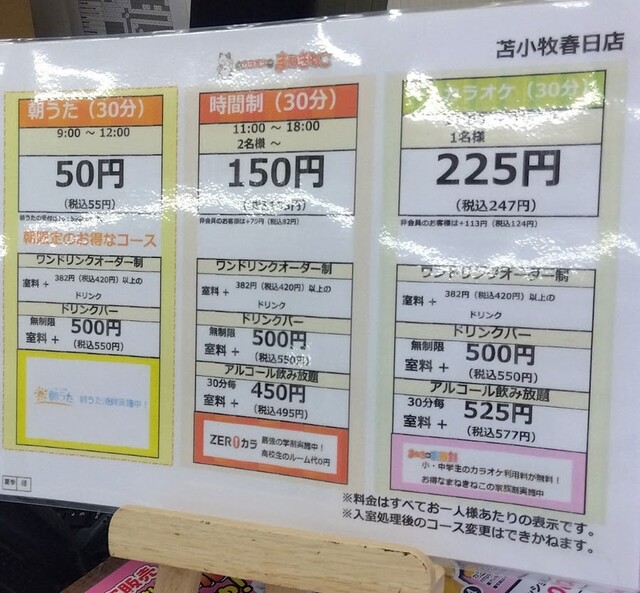 苫小牧春日店
まねきねこ
朝うた（30分）
9:00 ～ 12:00
50円
（税込55円）
朝限定のお得なコース
ワンドリンクオーダー制
室料 + 382円（税込420円）以上の
ドリンク
ドリンクバー
無制限
室料 + 500円
（税込550円）
朝うた
時間制（30分）
11:00 ～ 18:00
2名様 ～
150円
非会員のお客様は+75円（税込82円）
ワンドリンクオーダー制
室料 + 382円（税込420円）以上の
ドリンク
ドリンクバー
無制限
室料 + 500円
（税込550円）
アルコール飲み放題
30分毎
室料 + 450円
（税込495円）
ZEROカラ 最強の学割実施中！
高校生のルーム代0円
カラオケ（30分）
1名様
225円
（税込247円）
非会員のお客様は+113円（税込124円）
ワンドリンクオーダー制
室料 + 382円（税込420円）以上の
ドリンク
ドリンクバー
無制限
室料 + 500円
（税込550円）
アルコール飲み放題
30分毎
室料 + 525円
（税込577円）
小・中学生のカラオケ利用料が無料！
お得なまねきねこの家族割実施中
※料金はすべてお一人様あたりの表示です。
※入室処理後のコース変更はできかねます。